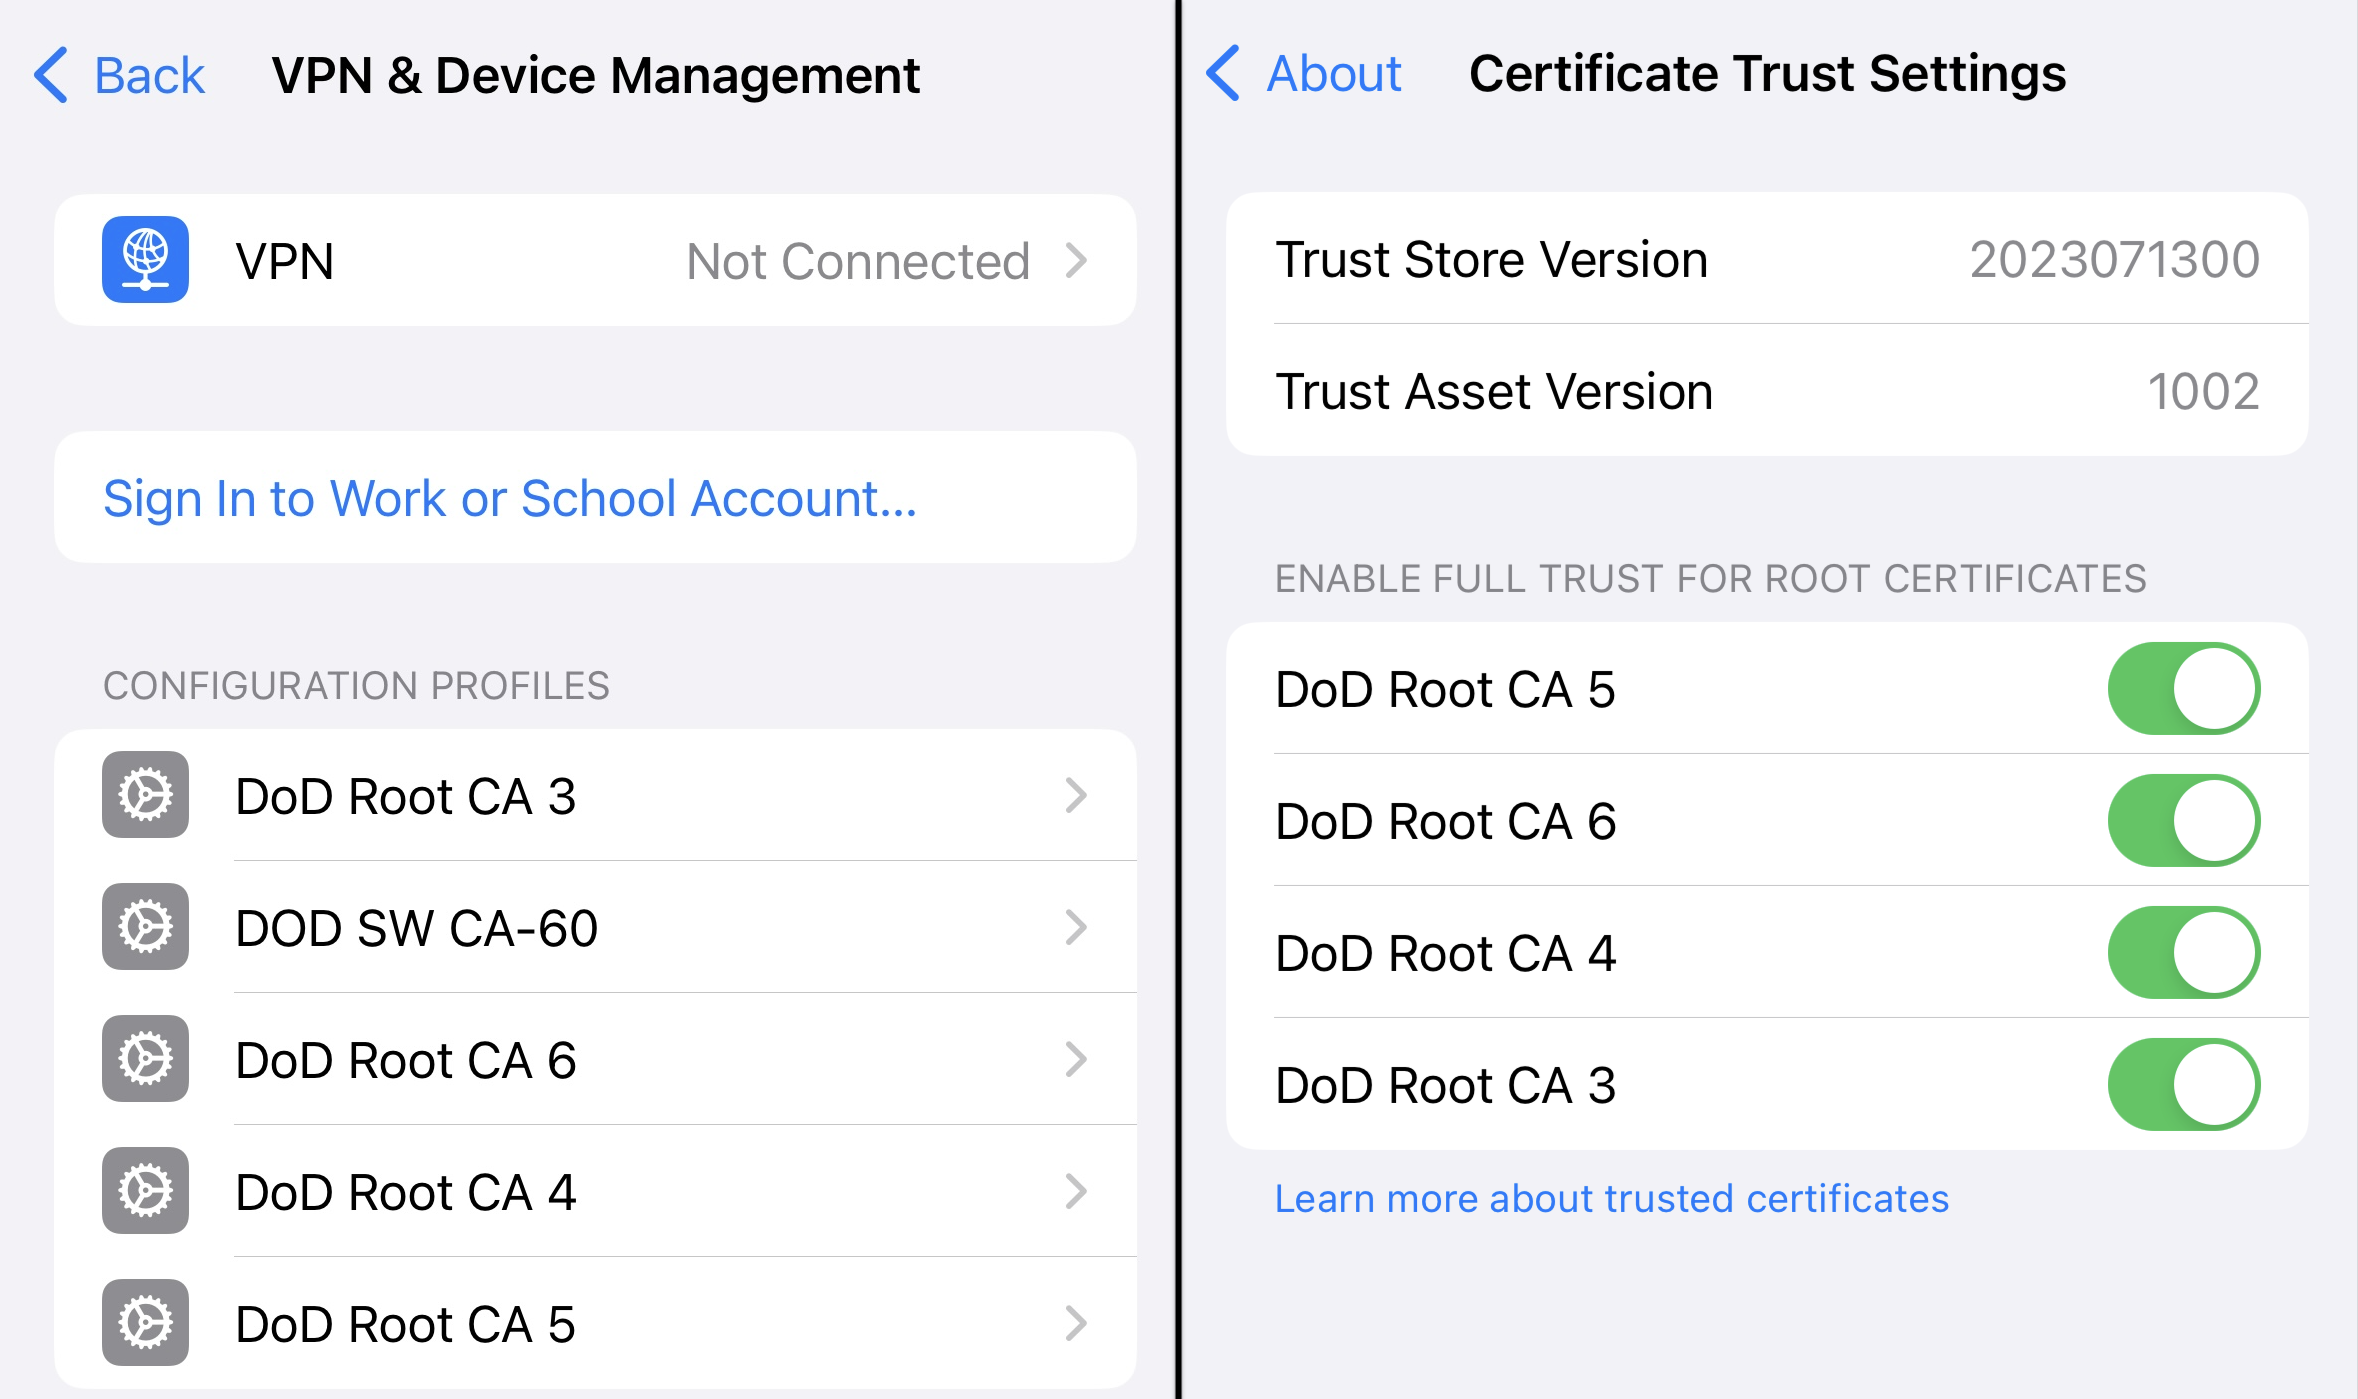 Back
VPN & Device Management
VPN
Not Connected
Sign In to Work or School Account...
CONFIGURATION PROFILES
DoD Root CA 3
DOD SW CA-60
DoD Root CA 6
DoD Root CA 4
DoD Root CA 5
About
Certificate Trust Settings
Trust Store Version
2023071300
Trust Asset Version
1002
ENABLE FULL TRUST FOR ROOT CERTIFICATES
DoD Root CA 5
DoD Root CA 6
DoD Root CA 4
DoD Root CA 3
Learn more about trusted certificates